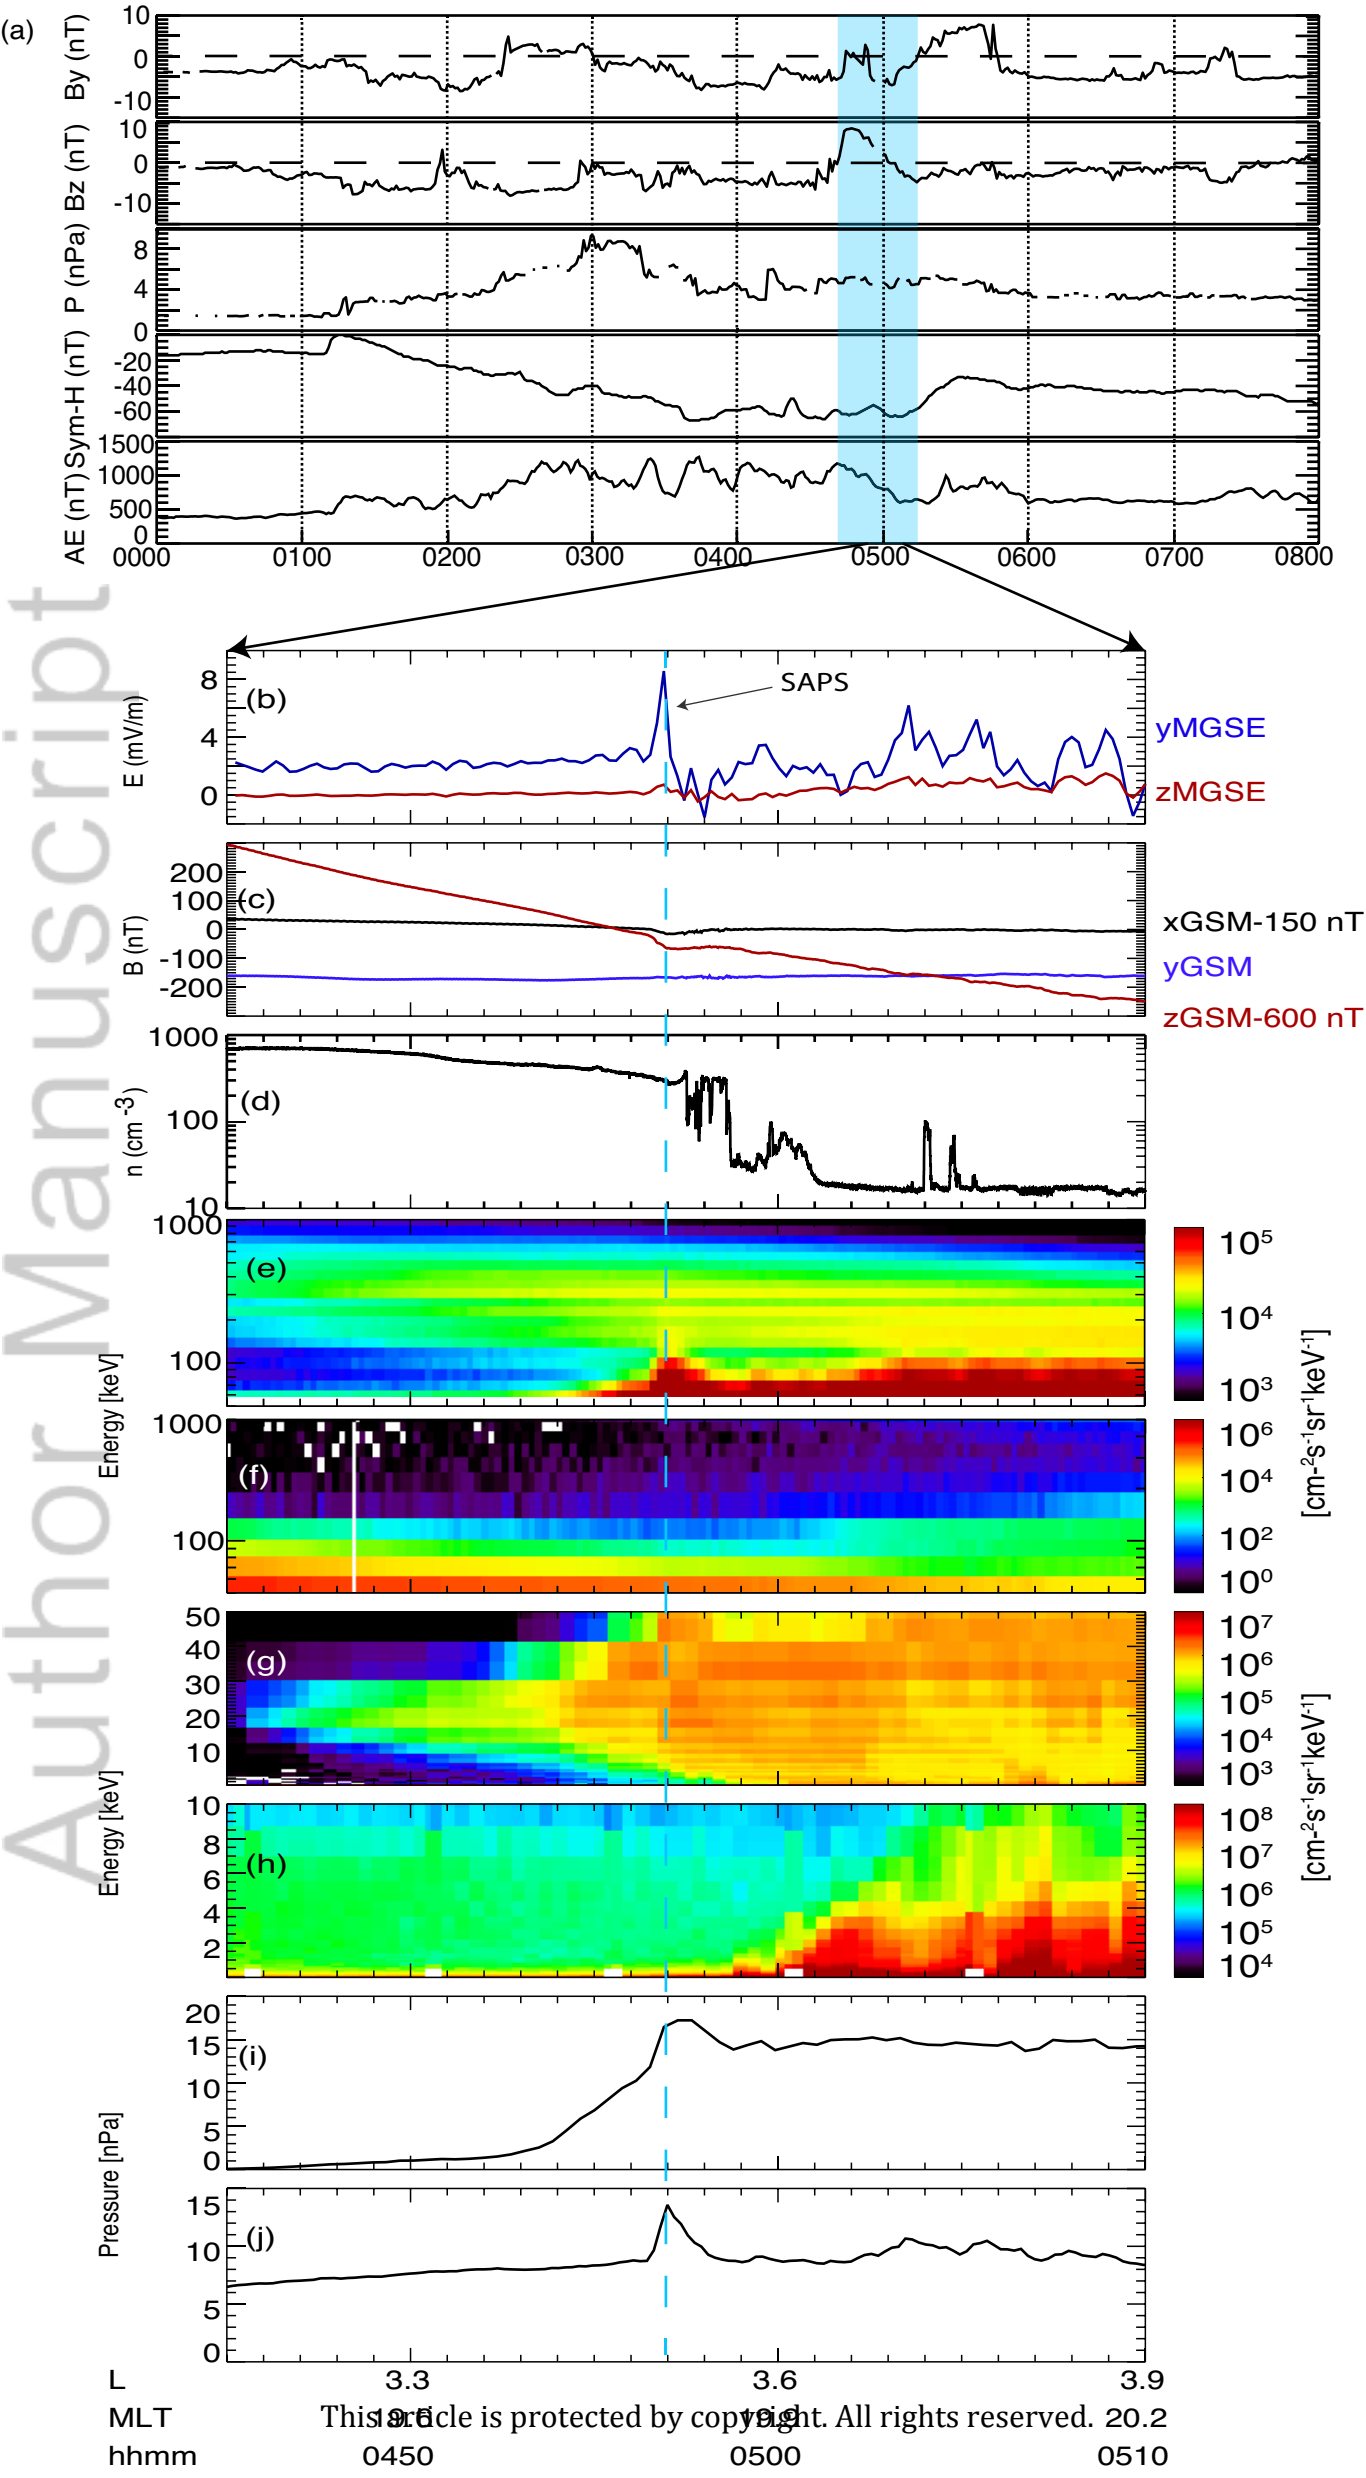 (a)
By (nT)
10
0
-10
Bz (nT)
10
0
-10
P (nPa)
8
4
0
Sym-H (nT)
-20
-40
-60
AE (nT)
1500
1000
500
0
0000 0100 0200 0300 0400 0500 0600 0700 0800
Author Manuscript
(b)
E (mV/m)
8
4
0
SAPS
yMGSE
zMGSE
(c)
B (nT)
200
100
0
-100
-200
xGSM-150 nT
yGSM
zGSM-600 nT
(d)
n (cm-3)
1000
100
10
(e)
1000
100
Energy [keV]
10⁵
10⁴
10³
[cm-²s-¹sr-¹keV-¹]
(f)
1000
100
10⁶
10⁴
10²
10⁰
(g)
50
40
30
20
10
Energy [keV]
10⁷
10⁶
10⁵
10⁴
10³
[cm-²s-¹sr-¹keV-¹]
(h)
10
8
6
4
2
10⁸
10⁷
10⁶
10⁵
10⁴
(i)
20
15
10
5
0
Pressure [nPa]
(j)
15
10
5
0
L 3.3 3.6 3.9
MLT 20.2
This article is protected by copyright. All rights reserved.
hhmm 0450 0500 0510